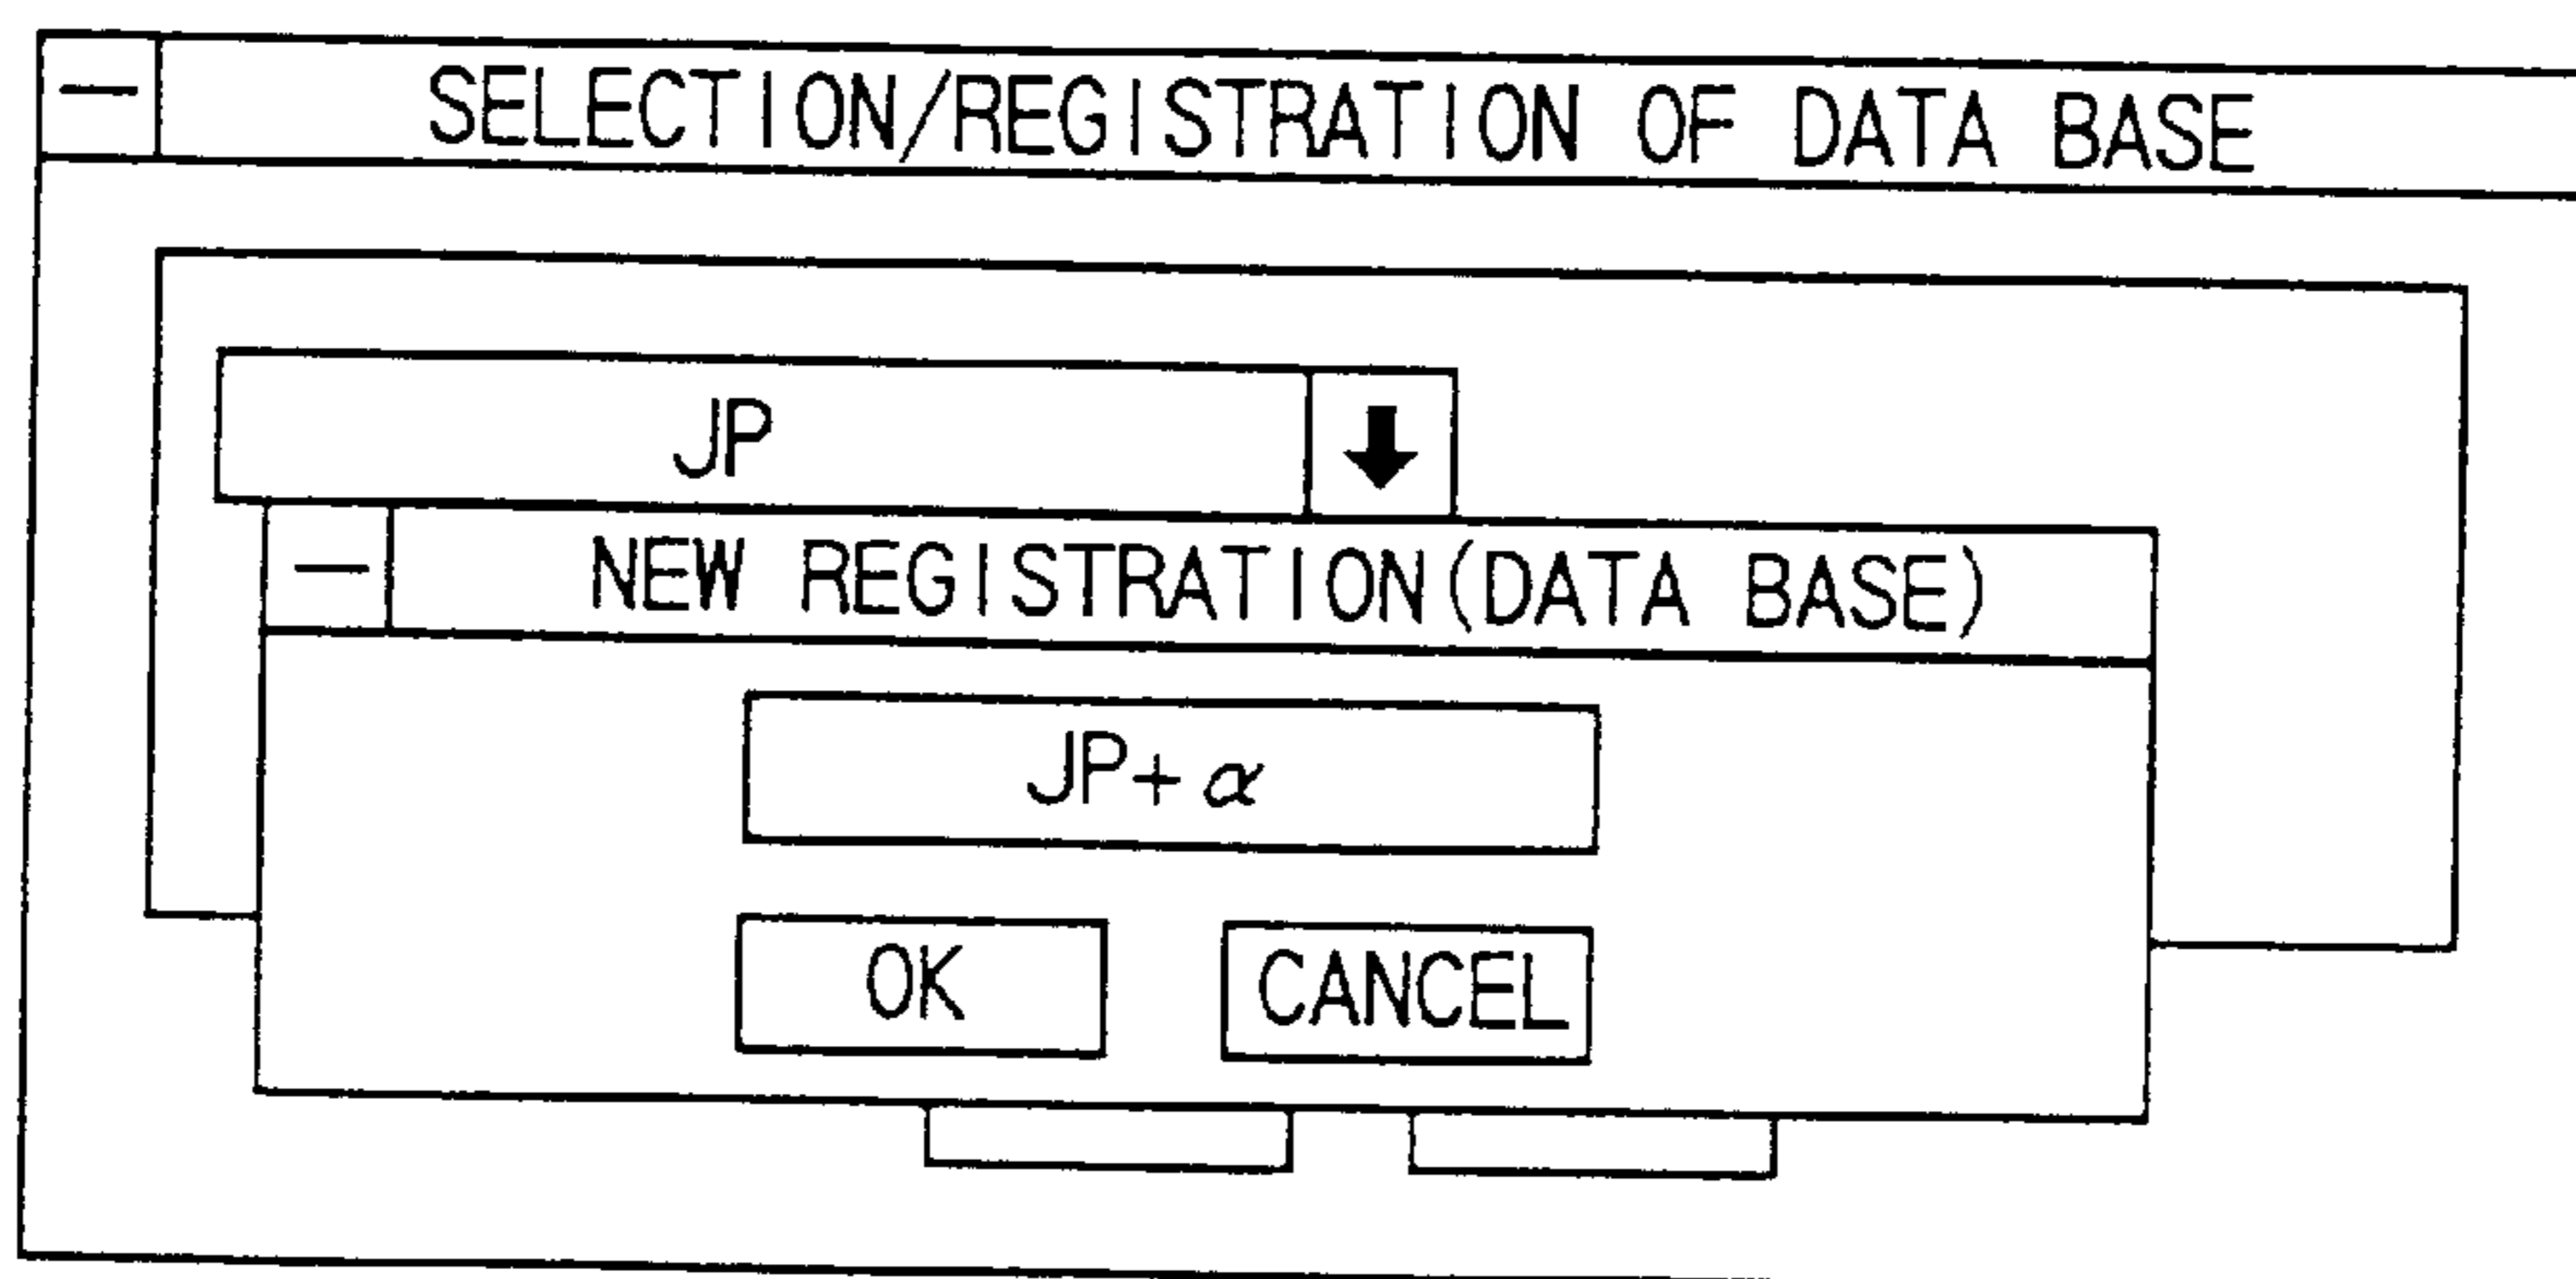 SELECTION/REGISTRATION OF DATA BASE
JP
NEW REGISTRATION(DATA BASE)
JP+α
OK CANCEL